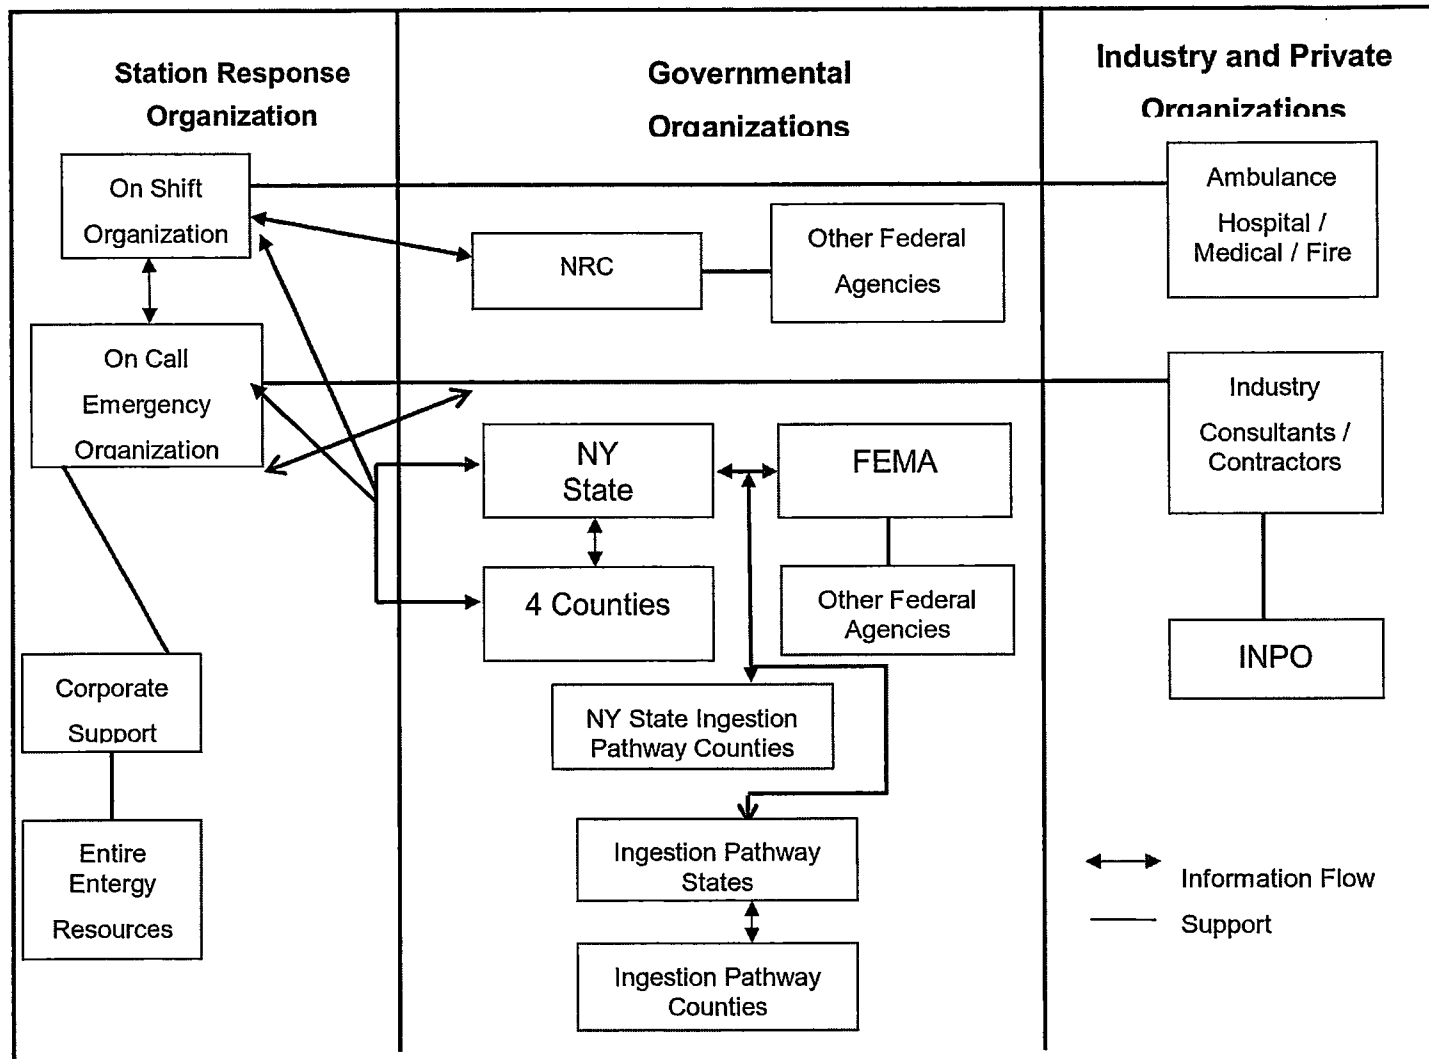 Station Response
Organization
On Shift
Organization
On Call
Emergency
Organization
Corporate
Support
Entire
Entergy
Resources
Governmental
Organizations
NRC
Other Federal
Agencies
NY
State
FEMA
4 Counties
Other Federal
Agencies
NY State Ingestion
Pathway Counties
Ingestion Pathway
States
Ingestion Pathway
Counties
Industry and Private
Organizations
Ambulance
Hospital /
Medical / Fire
Industry
Consultants /
Contractors
INPO
Information Flow
Support